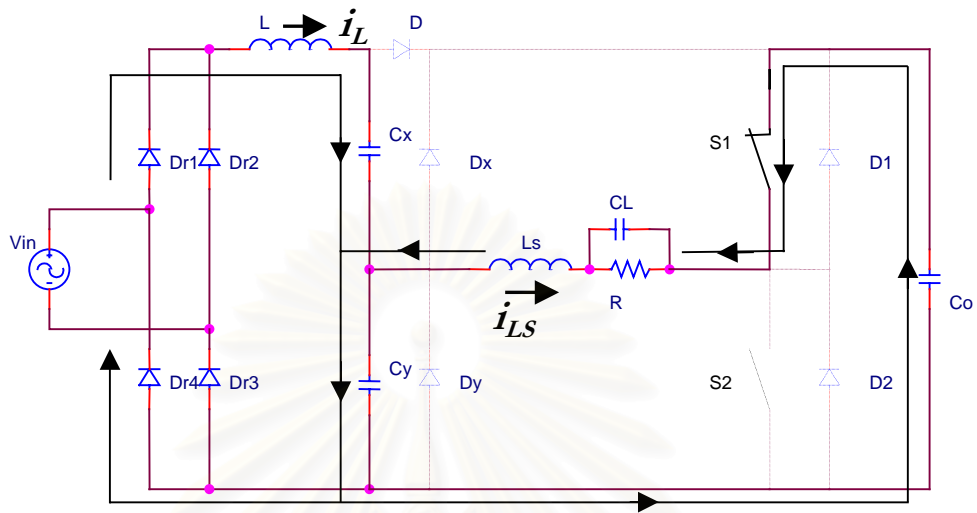 L
i_L
D
Dr1
Dr2
Cx
Dx
S1
D1
Vin
CL
Ls
R
i_LS
Co
Dr4
Dr3
Cy
Dy
S2
D2